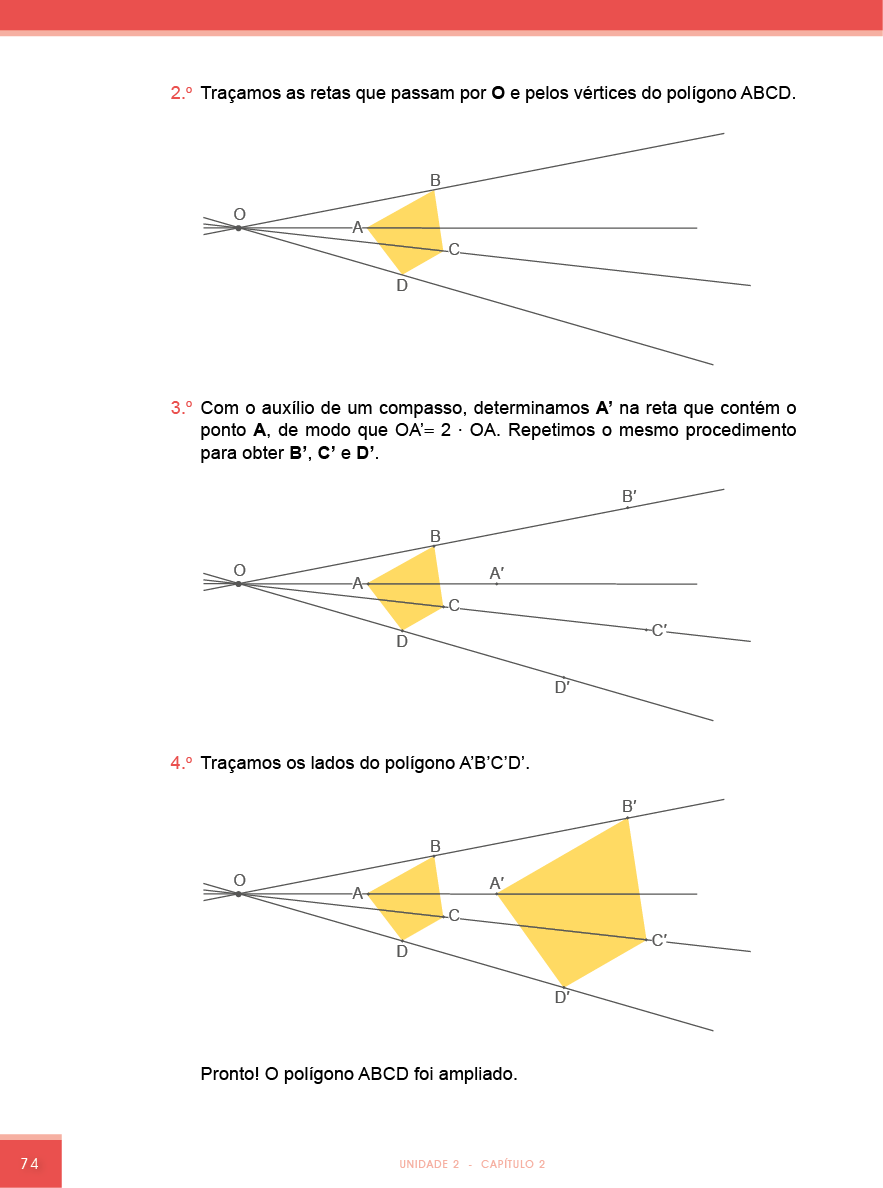 2.º Traçamos as retas que passam por O e pelos vértices do polígono ABCD.
B
O
A
C
D
3.º Com o auxílio de um compasso, determinamos A’ na reta que contém o
ponto A, de modo que OA’= 2 · OA. Repetimos o mesmo procedimento
para obter B’, C’ e D’.
B′
B
O
A′
A
C
C′
D
D′
4.º Traçamos os lados do polígono A’B’C’D’.
B′
B
O
A′
A
C
C′
D
D′
Pronto! O polígono ABCD foi ampliado.
74
UNIDADE 2 - CAPÍTULO 2